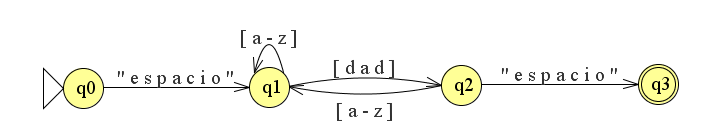 [a-z]
"espacio"
[dad]
"espacio"
q0
q1
q2
q3
[a-z]